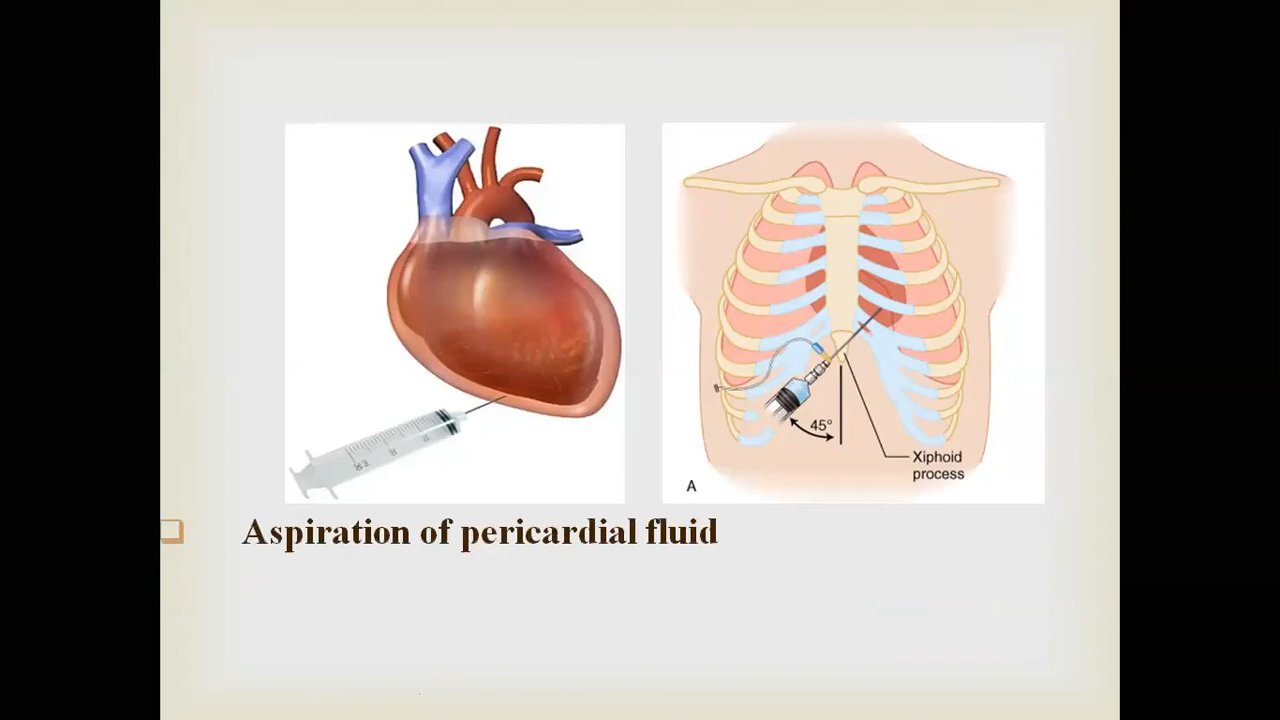 45°
Xiphoid
process
A
Aspiration of pericardial fluid